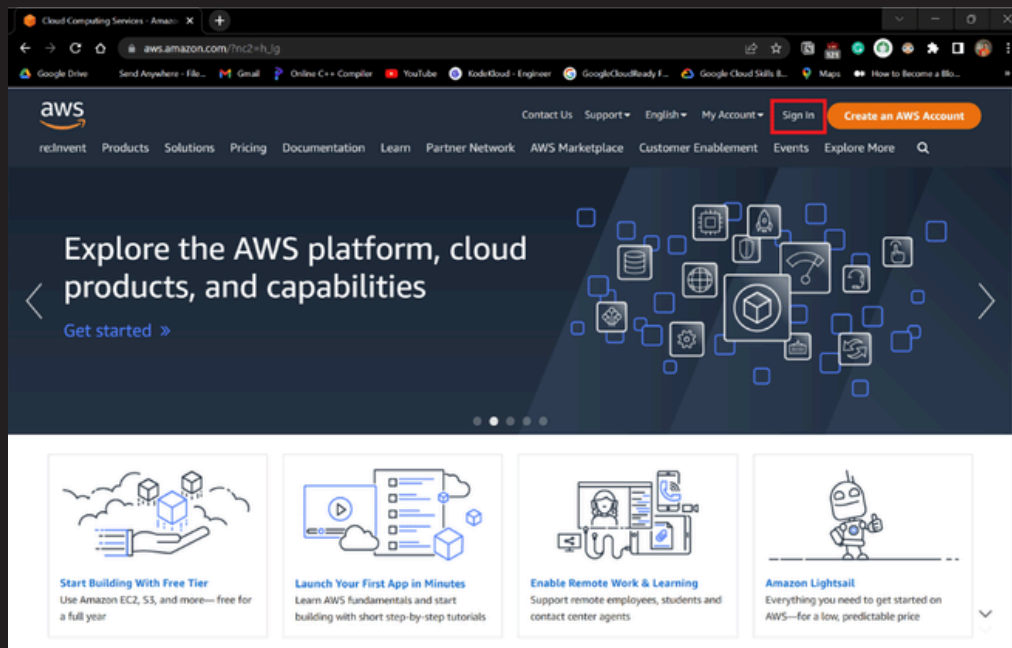 Cloud Computing Services - Amazo
aws.amazon.com/?nc2=h_lg
Google Drive Send Anywhere - File... Gmail Online C++ Compiler YouTube KodeKloud - Engineer GoogleCloudReady F... Google Cloud Skills B... Maps How to Become a Blo...
aws
Contact Us Support English My Account Sign In Create an AWS Account
re:Invent Products Solutions Pricing Documentation Learn Partner Network AWS Marketplace Customer Enablement Events Explore More
Explore the AWS platform, cloud
products, and capabilities
Get started »
Start Building With Free Tier
Use Amazon EC2, S3, and more— free for
a full year
Launch Your First App in Minutes
Learn AWS fundamentals and start
building with short step-by-step tutorials
Enable Remote Work & Learning
Support remote employees, students and
contact center agents
Amazon Lightsail
Everything you need to get started on
AWS—for a low, predictable price